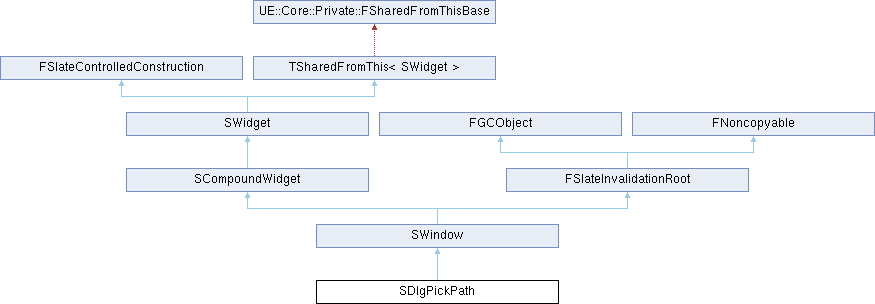 UE::Core::Private::FSharedFromThisBase
FSlateControlledConstruction
TSharedFromThis< SWidget >
SWidget
FGCObject
FNoncopyable
SCompoundWidget
FSlateInvalidationRoot
SWindow
SDlgPickPath